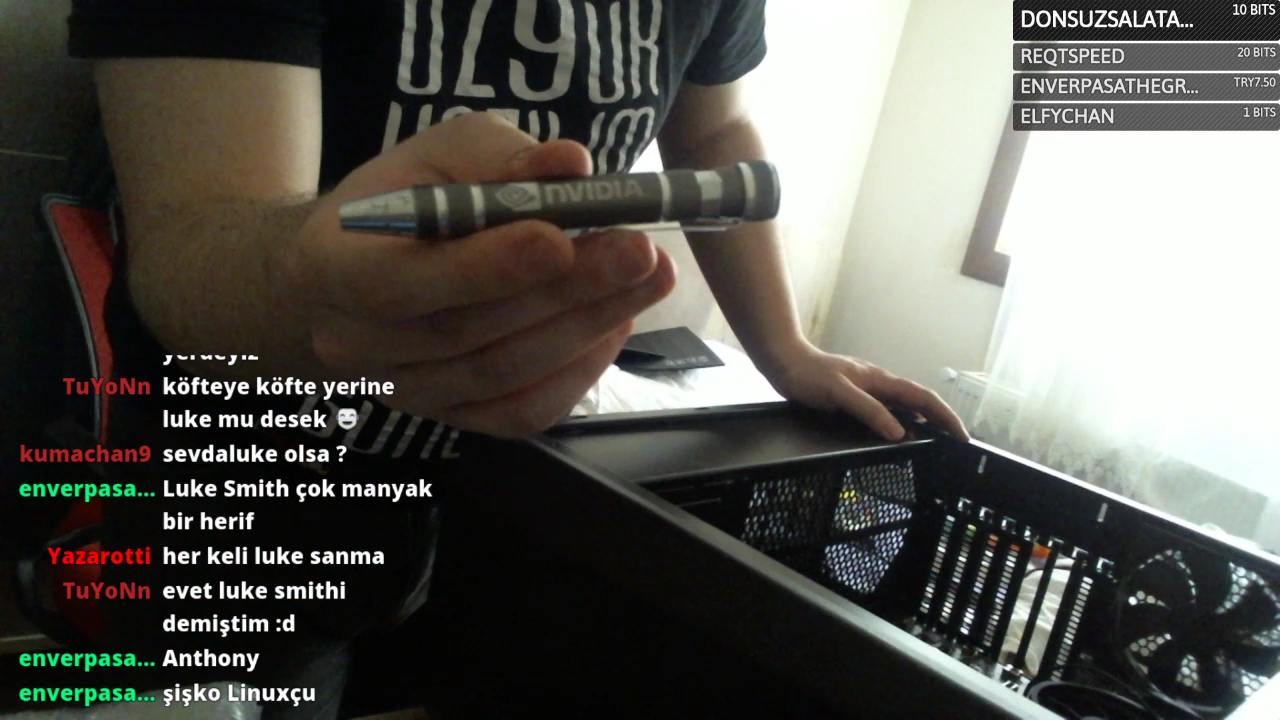 DONSUZSALATA... 10 BITS
REQTSPEED 20 BITS
ENVERPASATHEGR... TRY7.50
ELFYCHAN 1 BITS
NVIDIA
TuYoNn köfteye köfte yerine
luke mu desek
kumachan9 sevdaluke olsa ?
enverpasa... Luke Smith çok manyak
bir herif
Yazarotti her keli luke sanma
TuYoNn evet luke smithi
demiştim :d
enverpasa... Anthony
enverpasa... şişko Linuxçu